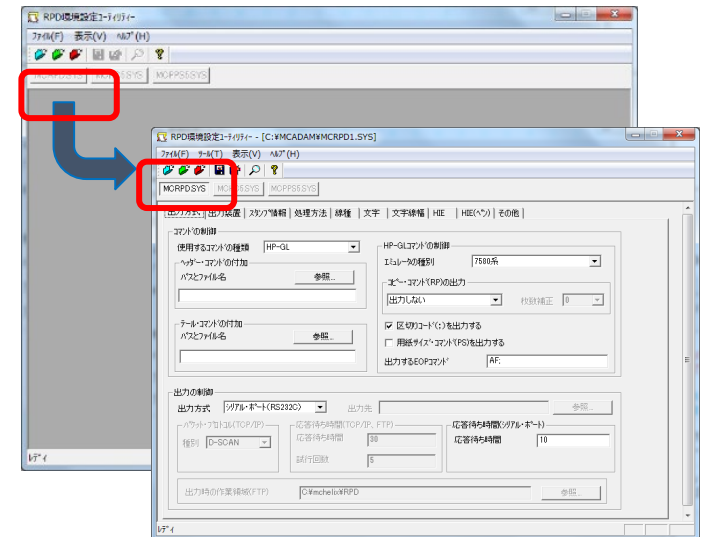 RPD環境設定ﾕｰﾃｨﾘﾃｨｰ
ﾌｧｲﾙ(F) 表示(V) ﾍﾙﾌﾟ(H)
MCPPS6SYS
ﾚﾃﾞｨ
RPD環境設定ﾕｰﾃｨﾘﾃｨｰ - [C:¥MCADAM¥MCRPD1.SYS]
ﾌｧｲﾙ(F) ﾂｰﾙ(T) 表示(V) ﾍﾙﾌﾟ(H)
MCRPD.SYS MCPPS6SYS
出力方式 出力装置 ｽﾀﾝﾌﾟ情報 処理方法 線種 文字 文字線幅 HIE HIE(ﾍﾟﾝ) その他
ｺﾏﾝﾄﾞの制御
使用するｺﾏﾝﾄﾞの種類 HP-GL
ﾍｯﾀﾞｰ・ｺﾏﾝﾄﾞの付加
ﾊﾟｽとﾌｧｲﾙ名 参照...
ﾃｰﾙ・ｺﾏﾝﾄﾞの付加
ﾊﾟｽとﾌｧｲﾙ名 参照...
HP-GLｺﾏﾝﾄﾞの制御
ｴﾐｭﾚｰﾀの種別 7580系
ｺﾋﾟｰ・ｺﾏﾝﾄﾞ(RP)の出力
出力しない 枚数補正 0
区切りｺｰﾄﾞ(;)を出力する
用紙ｻｲｽﾞ・ｺﾏﾝﾄﾞ(PS)を出力する
出力するEOPｺﾏﾝﾄﾞ AF;
出力の制御
出力方式 ｼﾘｱﾙ・ﾎﾟｰﾄ(RS232C) 出力先 参照...
ﾊﾟｹｯﾄ・ﾌﾟﾛﾄｺﾙ(TCP/IP)
種別 D-SCAN
応答待ち時間(TCP/IP, FTP)
応答待ち時間 30
試行回数 5
応答待ち時間(ｼﾘｱﾙ・ﾎﾟｰﾄ)
応答待ち時間 10
出力時の作業領域(FTP) C:¥mchelix¥RPD 参照...
ﾚﾃﾞｨ